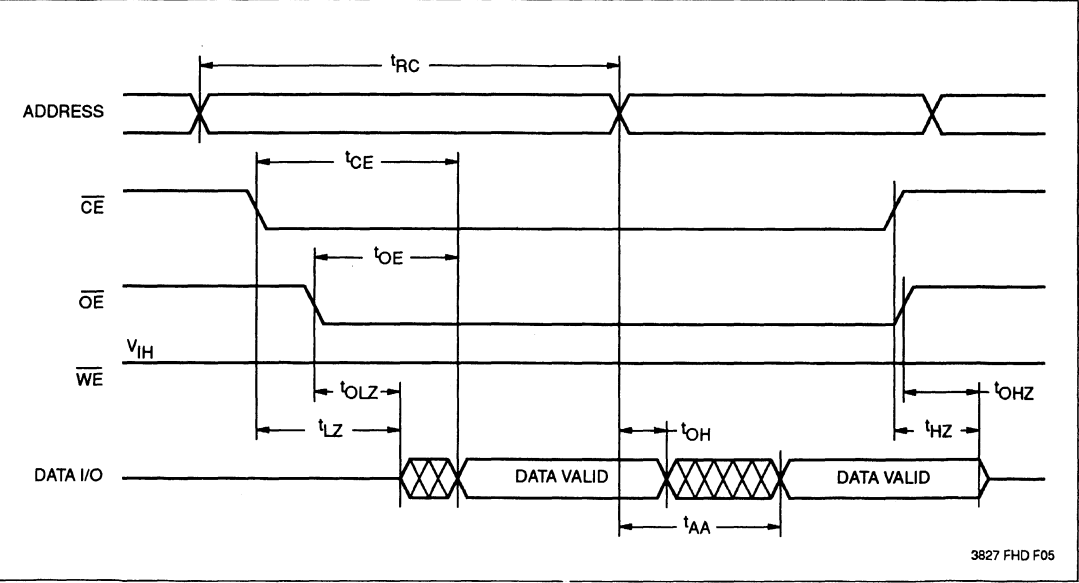 tRC
ADDRESS
tCE
CE
tOE
OE
VIH
WE
tOLZ
tOHZ
tLZ
tOH
tHZ
DATA I/O
DATA VALID
DATA VALID
tAA
3827 FHD F05